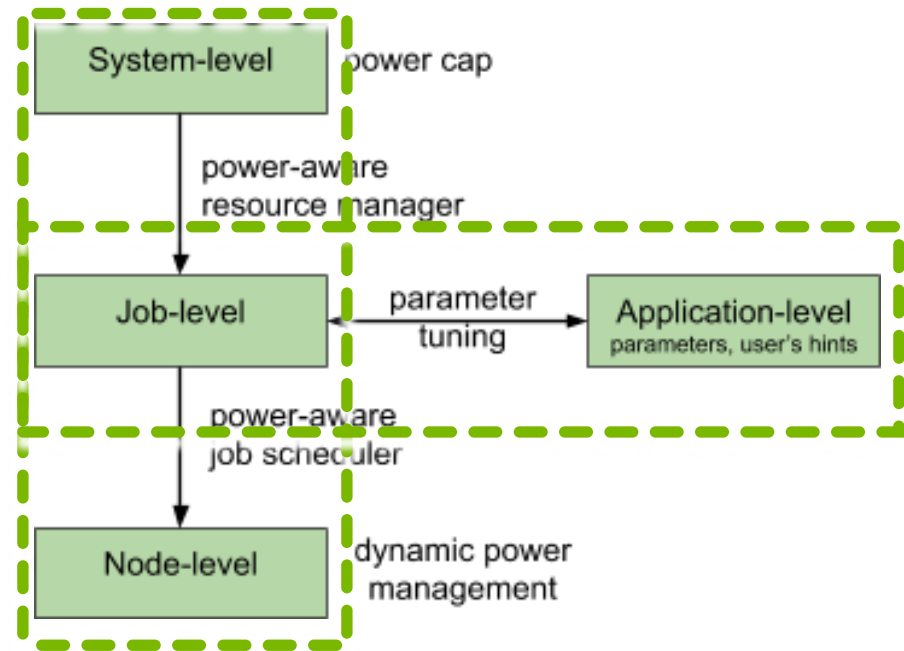 System-level
power cap
power-aware
resource manager
Job-level
parameter
tuning
Application-level
parameters, user's hints
power-aware
job scheduler
Node-level
dynamic power
management